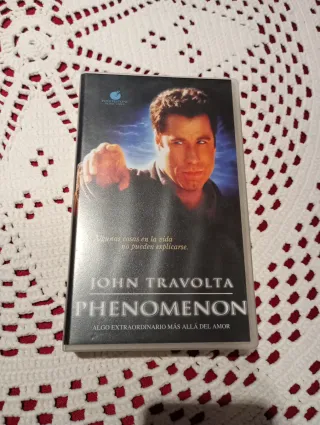 Algunas cosas en la vida
no pueden explicarse.
JOHN TRAVOLTA
PHENOMENON
ALGO EXTRAORDINARIO MÁS ALLÁ DEL AMOR